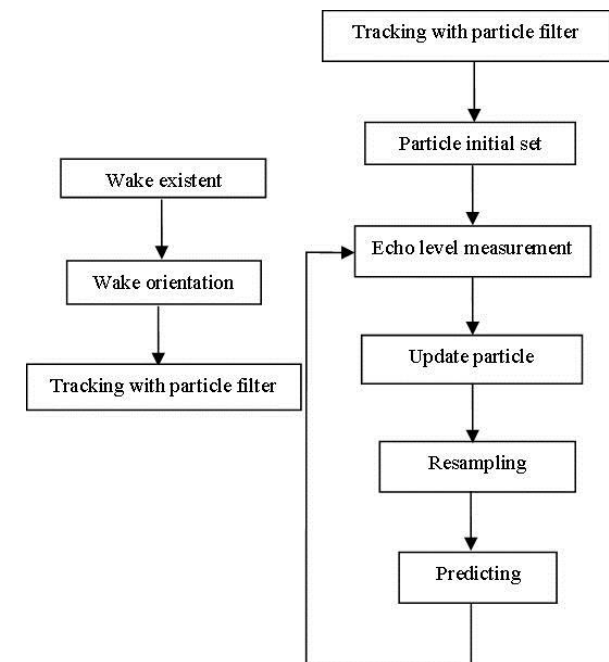 Wake existent
Wake orientation
Tracking with particle filter
Tracking with particle filter
Particle initial set
Echo level measurement
Update particle
Resampling
Predicting